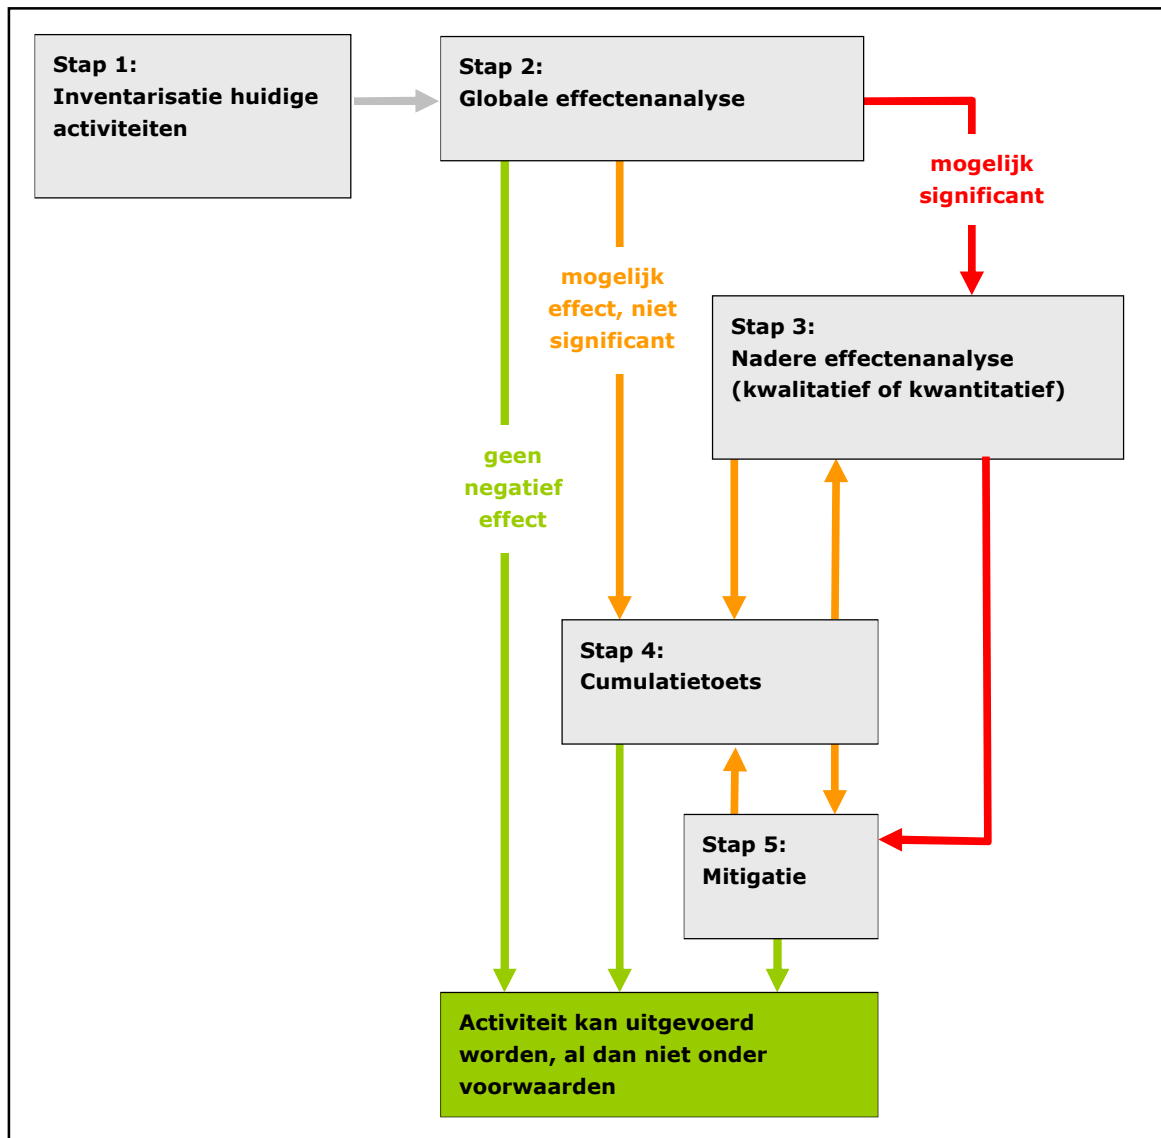 Stap 1:
Inventarisatie huidige
activiteiten
Stap 2:
Globale effectenanalyse
mogelijk
significant
mogelijk
effect, niet
significant
Stap 3:
Nadere effectenanalyse
(kwalitatief of kwantitatief)
geen
negatief
effect
Stap 4:
Cumulatietoets
Stap 5:
Mitigatie
Activiteit kan uitgevoerd
worden, al dan niet onder
voorwaarden